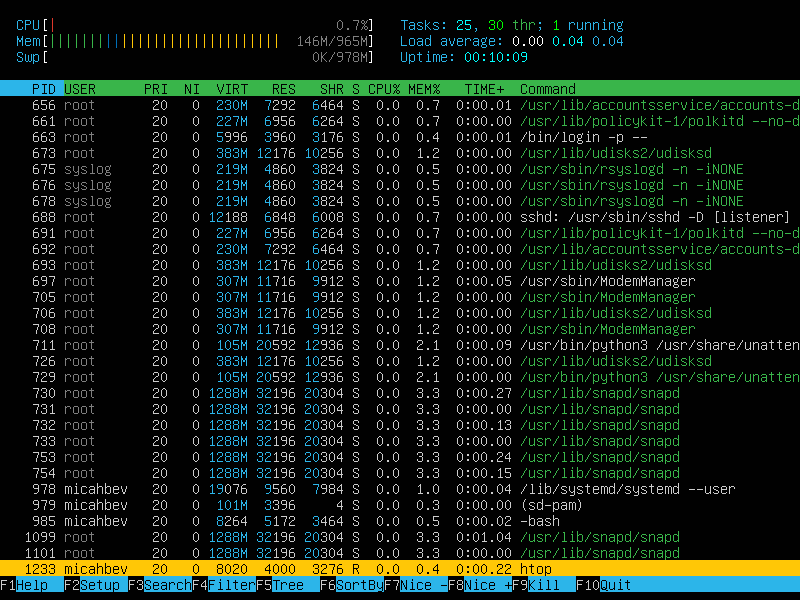 CPU[| 0.7%] Tasks: 25, 30 thr; 1 running
Mem[||||||||||||||||||||||||||||| 146M/965M] Load average: 0.00 0.04 0.04
Swp[ 0K/978M] Uptime: 00:10:09
PID USER PRI NI VIRT RES SHR S CPU% MEM% TIME+ Command
656 root 20 0 230M 7292 6464 S 0.0 0.7 0:00.01 /usr/lib/accountsservice/accounts-d
661 root 20 0 227M 6956 6264 S 0.0 0.7 0:00.00 /usr/lib/policykit-1/polkitd --no-d
663 root 20 0 5996 3960 3176 S 0.0 0.4 0:00.01 /bin/login -p --
673 root 20 0 383M 12176 10256 S 0.0 1.2 0:00.00 /usr/lib/udisks2/udisksd
675 syslog 20 0 219M 4860 3824 S 0.0 0.5 0:00.00 /usr/sbin/rsyslogd -n -iNONE
676 syslog 20 0 219M 4860 3824 S 0.0 0.5 0:00.00 /usr/sbin/rsyslogd -n -iNONE
678 syslog 20 0 219M 4860 3824 S 0.0 0.5 0:00.00 /usr/sbin/rsyslogd -n -iNONE
688 root 20 0 12188 6848 6008 S 0.0 0.7 0:00.00 sshd: /usr/sbin/sshd -D [listener]
691 root 20 0 227M 6956 6264 S 0.0 0.7 0:00.00 /usr/lib/policykit-1/polkitd --no-d
692 root 20 0 230M 7292 6464 S 0.0 0.7 0:00.00 /usr/lib/accountsservice/accounts-d
693 root 20 0 383M 12176 10256 S 0.0 1.2 0:00.00 /usr/lib/udisks2/udisksd
697 root 20 0 307M 11716 9912 S 0.0 1.2 0:00.05 /usr/sbin/ModemManager
705 root 20 0 307M 11716 9912 S 0.0 1.2 0:00.00 /usr/sbin/ModemManager
706 root 20 0 383M 12176 10256 S 0.0 1.2 0:00.00 /usr/lib/udisks2/udisksd
708 root 20 0 307M 11716 9912 S 0.0 1.2 0:00.00 /usr/sbin/ModemManager
711 root 20 0 105M 20592 12936 S 0.0 2.1 0:00.09 /usr/bin/python3 /usr/share/unatten
726 root 20 0 383M 12176 10256 S 0.0 1.2 0:00.00 /usr/lib/udisks2/udisksd
729 root 20 0 105M 20592 12936 S 0.0 2.1 0:00.00 /usr/bin/python3 /usr/share/unatten
730 root 20 0 1288M 32196 20304 S 0.0 3.3 0:00.27 /usr/lib/snapd/snapd
731 root 20 0 1288M 32196 20304 S 0.0 3.3 0:00.00 /usr/lib/snapd/snapd
732 root 20 0 1288M 32196 20304 S 0.0 3.3 0:00.13 /usr/lib/snapd/snapd
733 root 20 0 1288M 32196 20304 S 0.0 3.3 0:00.00 /usr/lib/snapd/snapd
753 root 20 0 1288M 32196 20304 S 0.0 3.3 0:00.24 /usr/lib/snapd/snapd
754 root 20 0 1288M 32196 20304 S 0.0 3.3 0:00.15 /usr/lib/snapd/snapd
978 micahbev 20 0 19076 9560 7984 S 0.0 1.0 0:00.04 /lib/systemd/systemd --user
979 micahbev 20 0 101M 3396 4 S 0.0 0.3 0:00.00 (sd-pam)
985 micahbev 20 0 8264 5172 3464 S 0.0 0.5 0:00.02 -bash
1099 root 20 0 1288M 32196 20304 S 0.0 3.3 0:01.04 /usr/lib/snapd/snapd
1101 root 20 0 1288M 32196 20304 S 0.0 3.3 0:00.00 /usr/lib/snapd/snapd
1233 micahbev 20 0 8020 4000 3276 R 0.0 0.4 0:00.22 htop
F1Help F2Setup F3SearchF4FilterF5Tree F6SortByF7Nice -F8Nice +F9Kill F10Quit